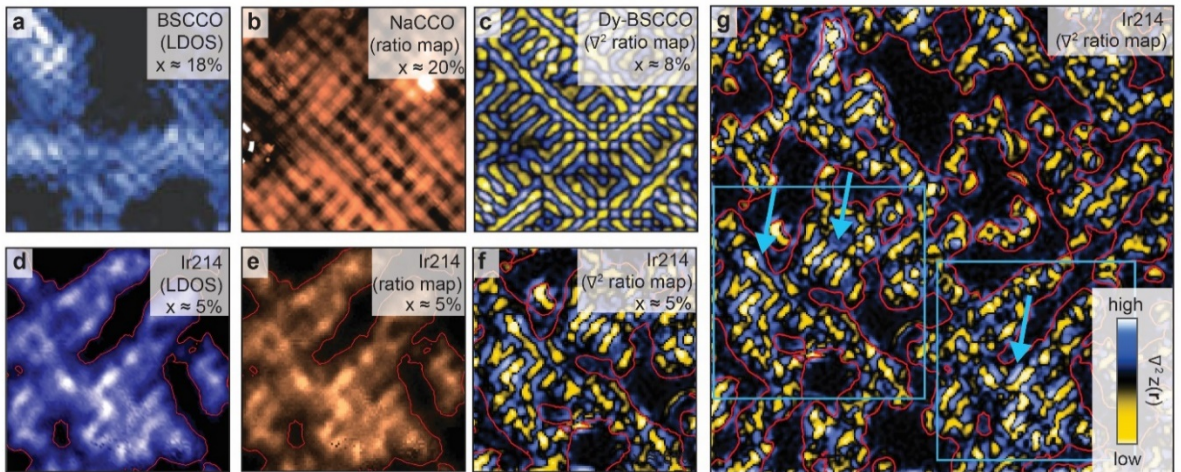 a
BSCCO
(LDOS)
x ≈ 18%
b
NaCCO
(ratio map)
x ≈ 20%
c
Dy-BSCCO
(∇² ratio map)
x ≈ 8%
d
Ir214
(LDOS)
x ≈ 5%
e
Ir214
(ratio map)
x ≈ 5%
f
Ir214
(∇² ratio map)
x ≈ 5%
g
Ir214
(∇² ratio map)
high
∇² z(r)
low